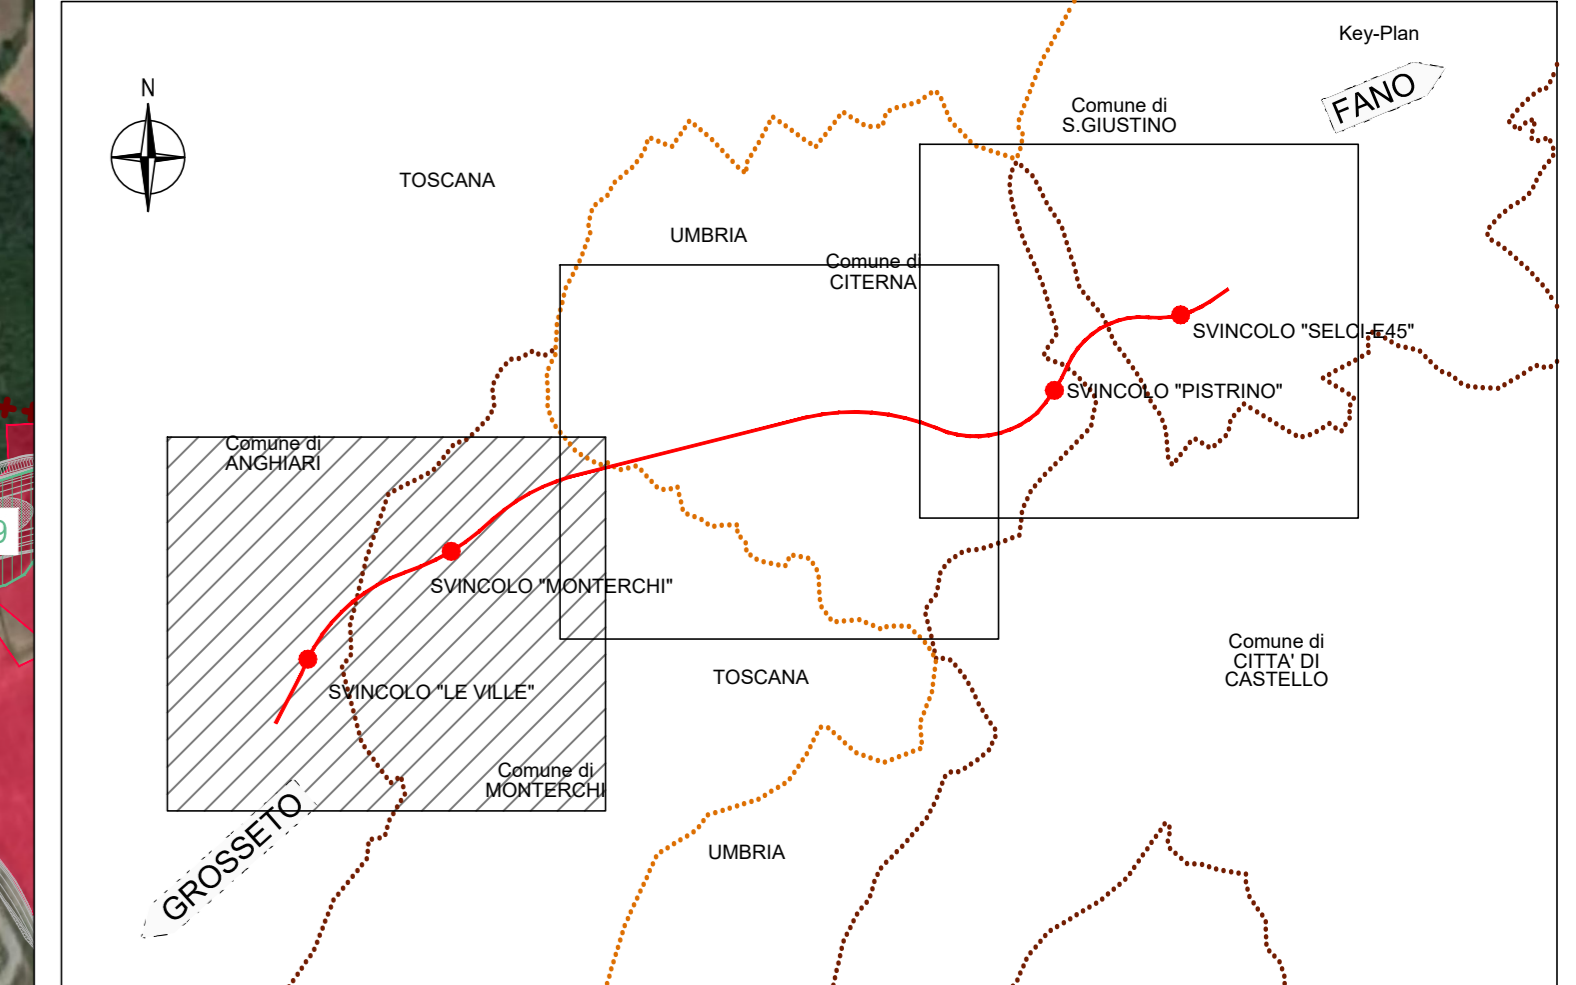 Key-Plan
N
FANO
Comune di
S.GIUSTINO
TOSCANA
UMBRIA
Comune di
CITERNA
SVINCOLO "SELCI-E45"
SVINCOLO "PISTRINO"
Comune di
ANGHIARI
9
SVINCOLO "MONTERCHI"
SVINCOLO "LE VILLE"
TOSCANA
Comune di
CITTA' DI
CASTELLO
Comune di
MONTERCHI
GROSSETO
UMBRIA